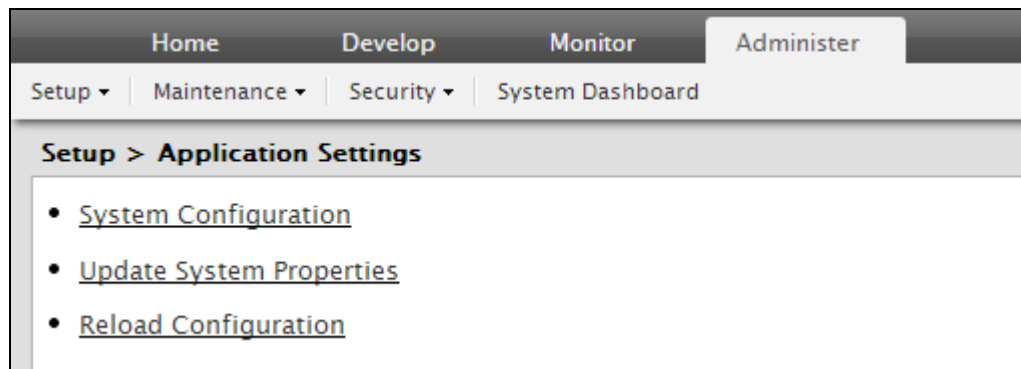 Home Develop Monitor Administer
Setup Maintenance Security System Dashboard
Setup > Application Settings
• System Configuration
• Update System Properties
• Reload Configuration